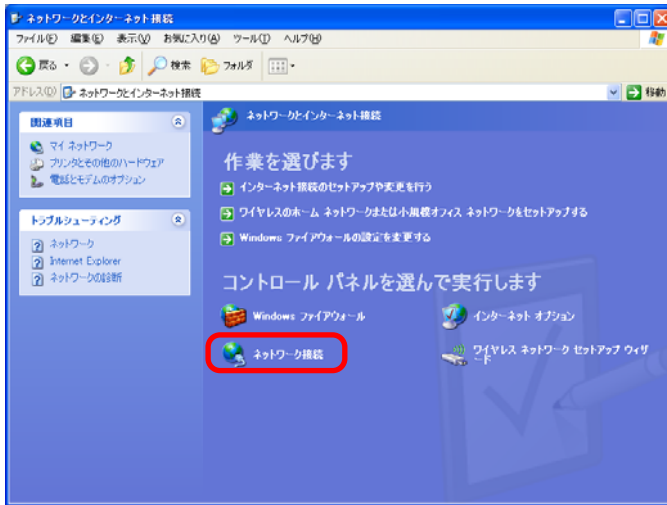 ネットワークとインターネット接続
ファイル(F) 編集(E) 表示(V) お気に入り(A) ツール(T) ヘルプ(H)
戻る 検索 フォルダ
アドレス(D) ネットワークとインターネット接続 移動
関連項目
マイ ネットワーク
プリンタとその他のハードウェア
電話とモデムのオプション
トラブルシューティング
ネットワーク
Internet Explorer
ネットワークの診断
ネットワークとインターネット接続
作業を選びます
インターネット接続のセットアップや変更を行う
ワイヤレスのホーム ネットワークまたは小規模オフィス ネットワークをセットアップする
Windows ファイアウォールの設定を変更する
コントロール パネルを選んで実行します
Windows ファイアウォール
インターネット オプション
ネットワーク接続
ワイヤレス ネットワーク セットアップ ウィザ
ード